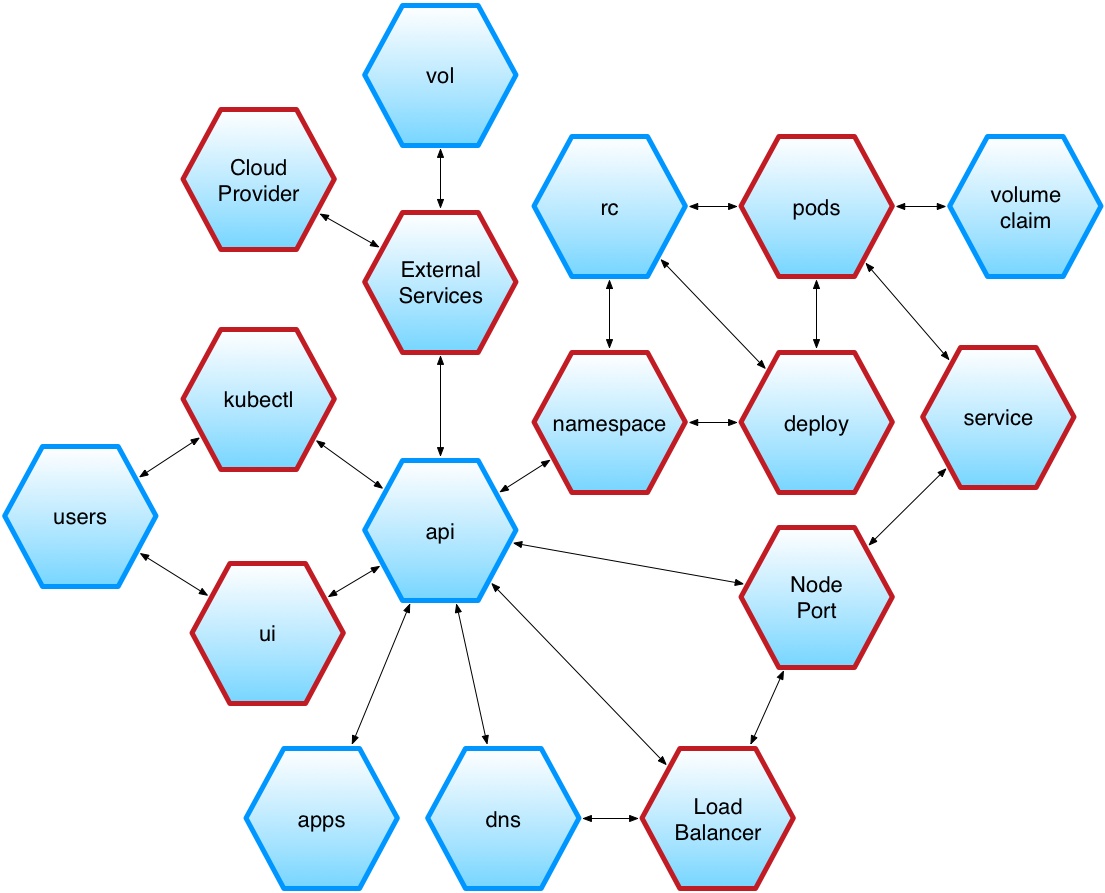 vol
Cloud
Provider
rc
pods
volume
claim
External
Services
kubectl
namespace
deploy
service
users
api
Node
Port
ui
apps
dns
Load
Balancer